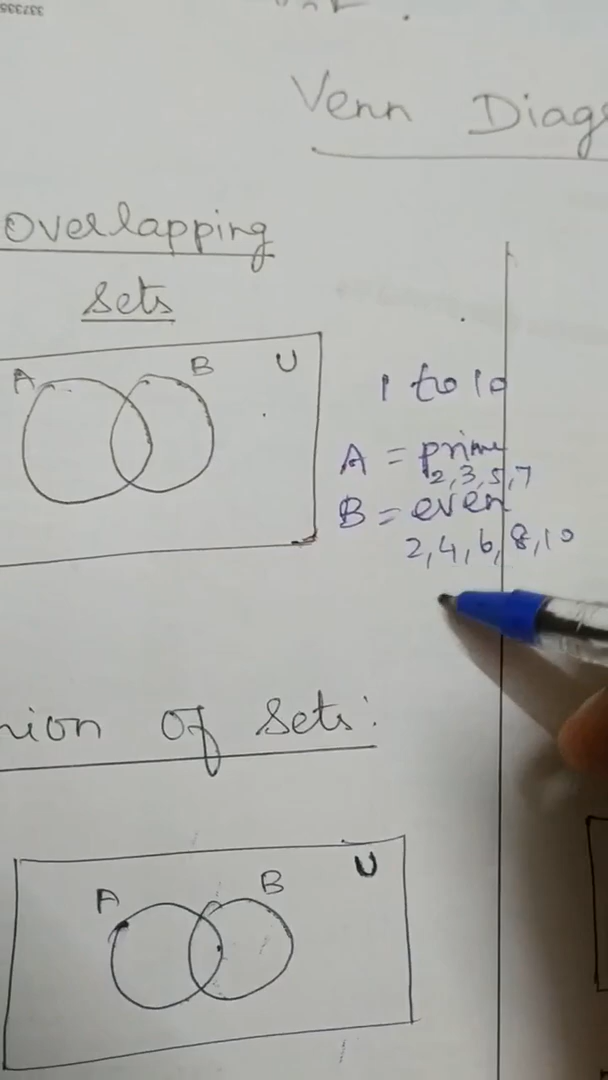 Venn Diag
Overlapping
sets
A
B
U
1 to 10
A = prime
2, 3, 5, 7
B = even
2, 4, 6, 8, 10
nion of sets:
A
B
U